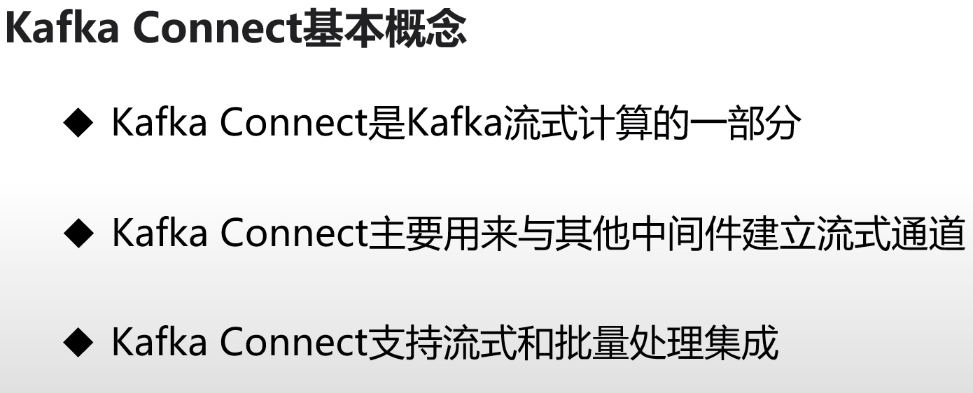 Kafka Connect基本概念
◆ Kafka Connect是Kafka流式计算的一部分
◆ Kafka Connect主要用来与其他中间件建立流式通道
◆ Kafka Connect支持流式和批量处理集成